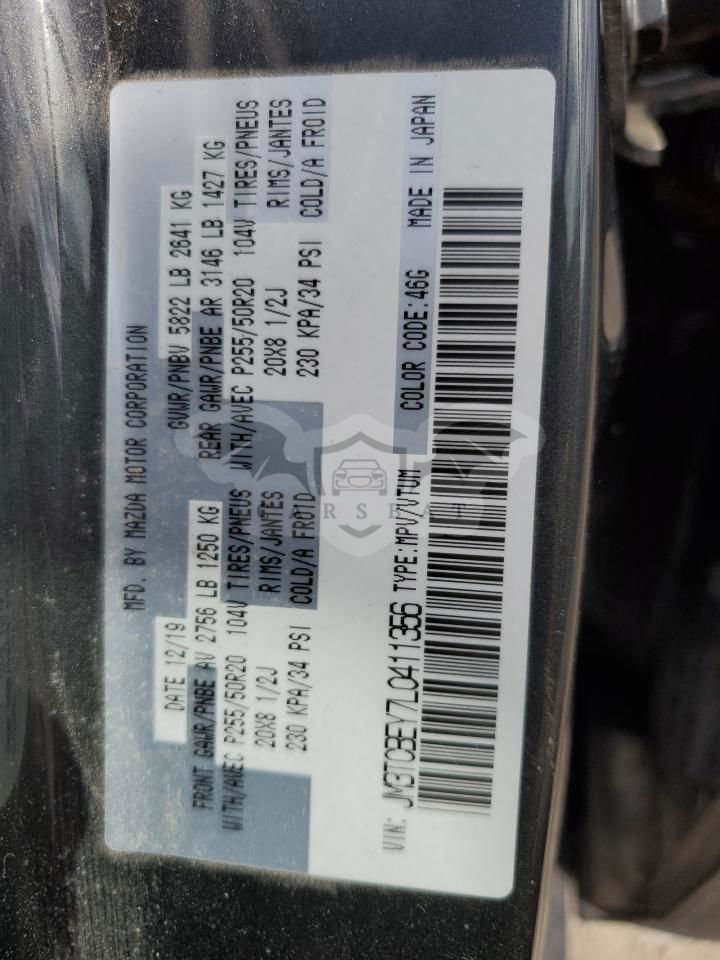 MFD. BY MAZDA MOTOR CORPORATION
DATE 12/19 GVWR/PNBV 5822 LB 2641 KG
FRONT GAWR/PNBE AV 2756 LB 1250 KG REAR GAWR/PNBE AR 3146 LB 1427 KG
WITH/AVEC P255/50R20 104V TIRES/PNEUS WITH/AVEC P255/50R20 104V TIRES/PNEUS
20X8 1/2J RIMS/JANTES 20X8 1/2J RIMS/JANTES
230 KPA/34 PSI COLD/A FROID 230 KPA/34 PSI COLD/A FROID
VIN: JM3TCBEY7L0411356 TYPE:MPV/VTUM COLOR CODE:46G MADE IN JAPAN
CARSEAT